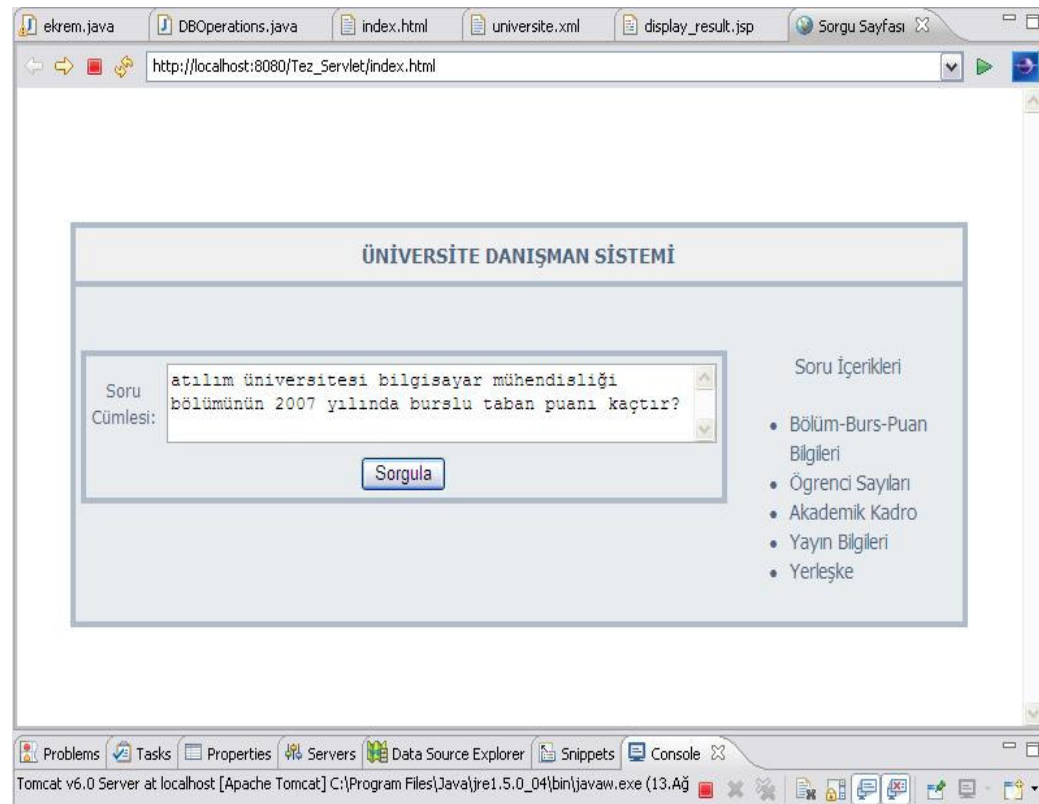 ekrem.java DBOperations.java index.html universite.xml display_result.jsp Sorgu Sayfası
http://localhost:8080/Tez_Servlet/index.html
ÜNİVERSİTE DANIŞMAN SİSTEMİ
Soru
Cümlesi:
atılım üniversitesi bilgisayar mühendisliği
bölümünün 2007 yılında burslu taban puanı kaçtır?
Sorgula
Soru İçerikleri
Bölüm-Burs-Puan
Bilgileri
Ögrenci Sayıları
Akademik Kadro
Yayın Bilgileri
Yerleşke
Problems Tasks Properties Servers Data Source Explorer Snippets Console
Tomcat v6.0 Server at localhost [Apache Tomcat] C:\Program Files\Java\jre1.5.0_04\bin\javaw.exe (13.Ağ